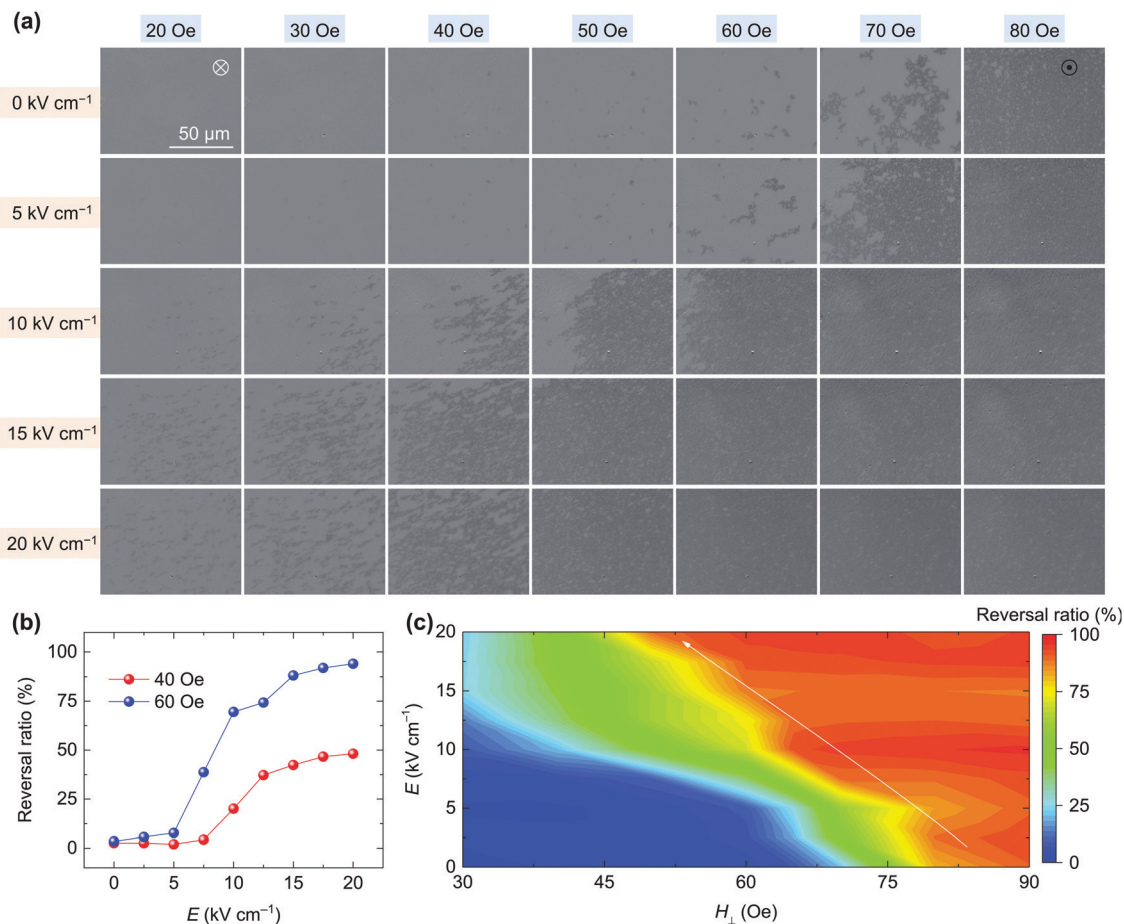 (a)
20 Oe 30 Oe 40 Oe 50 Oe 60 Oe 70 Oe 80 Oe
0 kV cm⁻¹
50 µm
5 kV cm⁻¹
10 kV cm⁻¹
15 kV cm⁻¹
20 kV cm⁻¹
(b)
Reversal ratio (%)
100
75
50
25
0
40 Oe
60 Oe
0 5 10 15 20
E (kV cm⁻¹)
(c)
Reversal ratio (%)
E (kV cm⁻¹)
20
15
10
5
0
30 45 60 75 90
H⊥ (Oe)
100
75
50
25
0